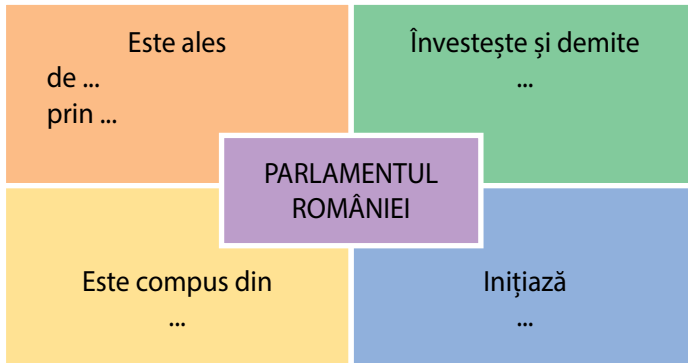 Este ales
de ...
prin ...
Învestește și demite
...
PARLAMENTUL
ROMÂNIEI
Este compus din
...
Inițiază
...